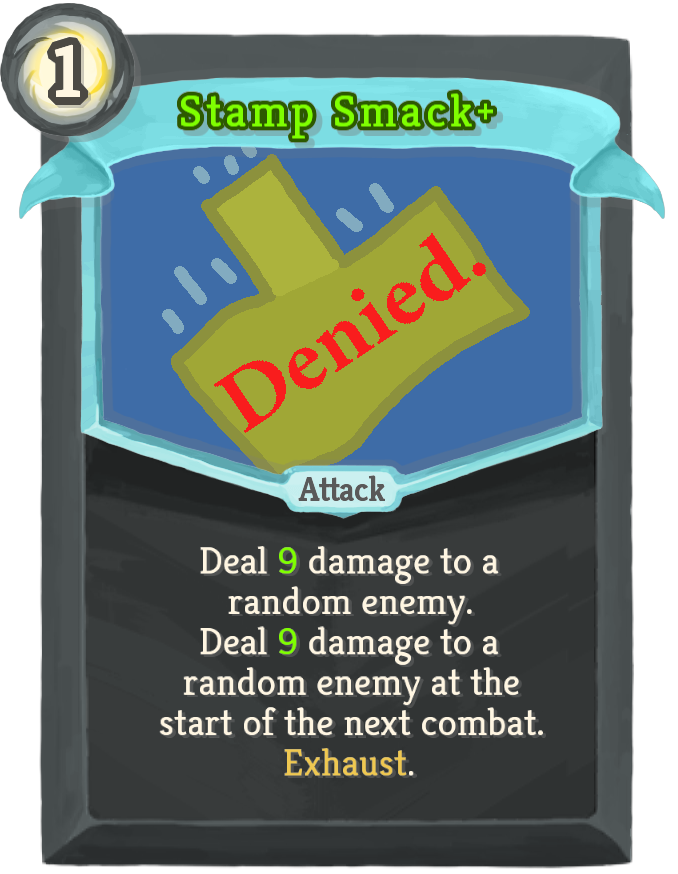 1
Stamp Smack+
Denied.
Attack
Deal 9 damage to a
random enemy.
Deal 9 damage to a
random enemy at the
start of the next combat.
Exhaust.